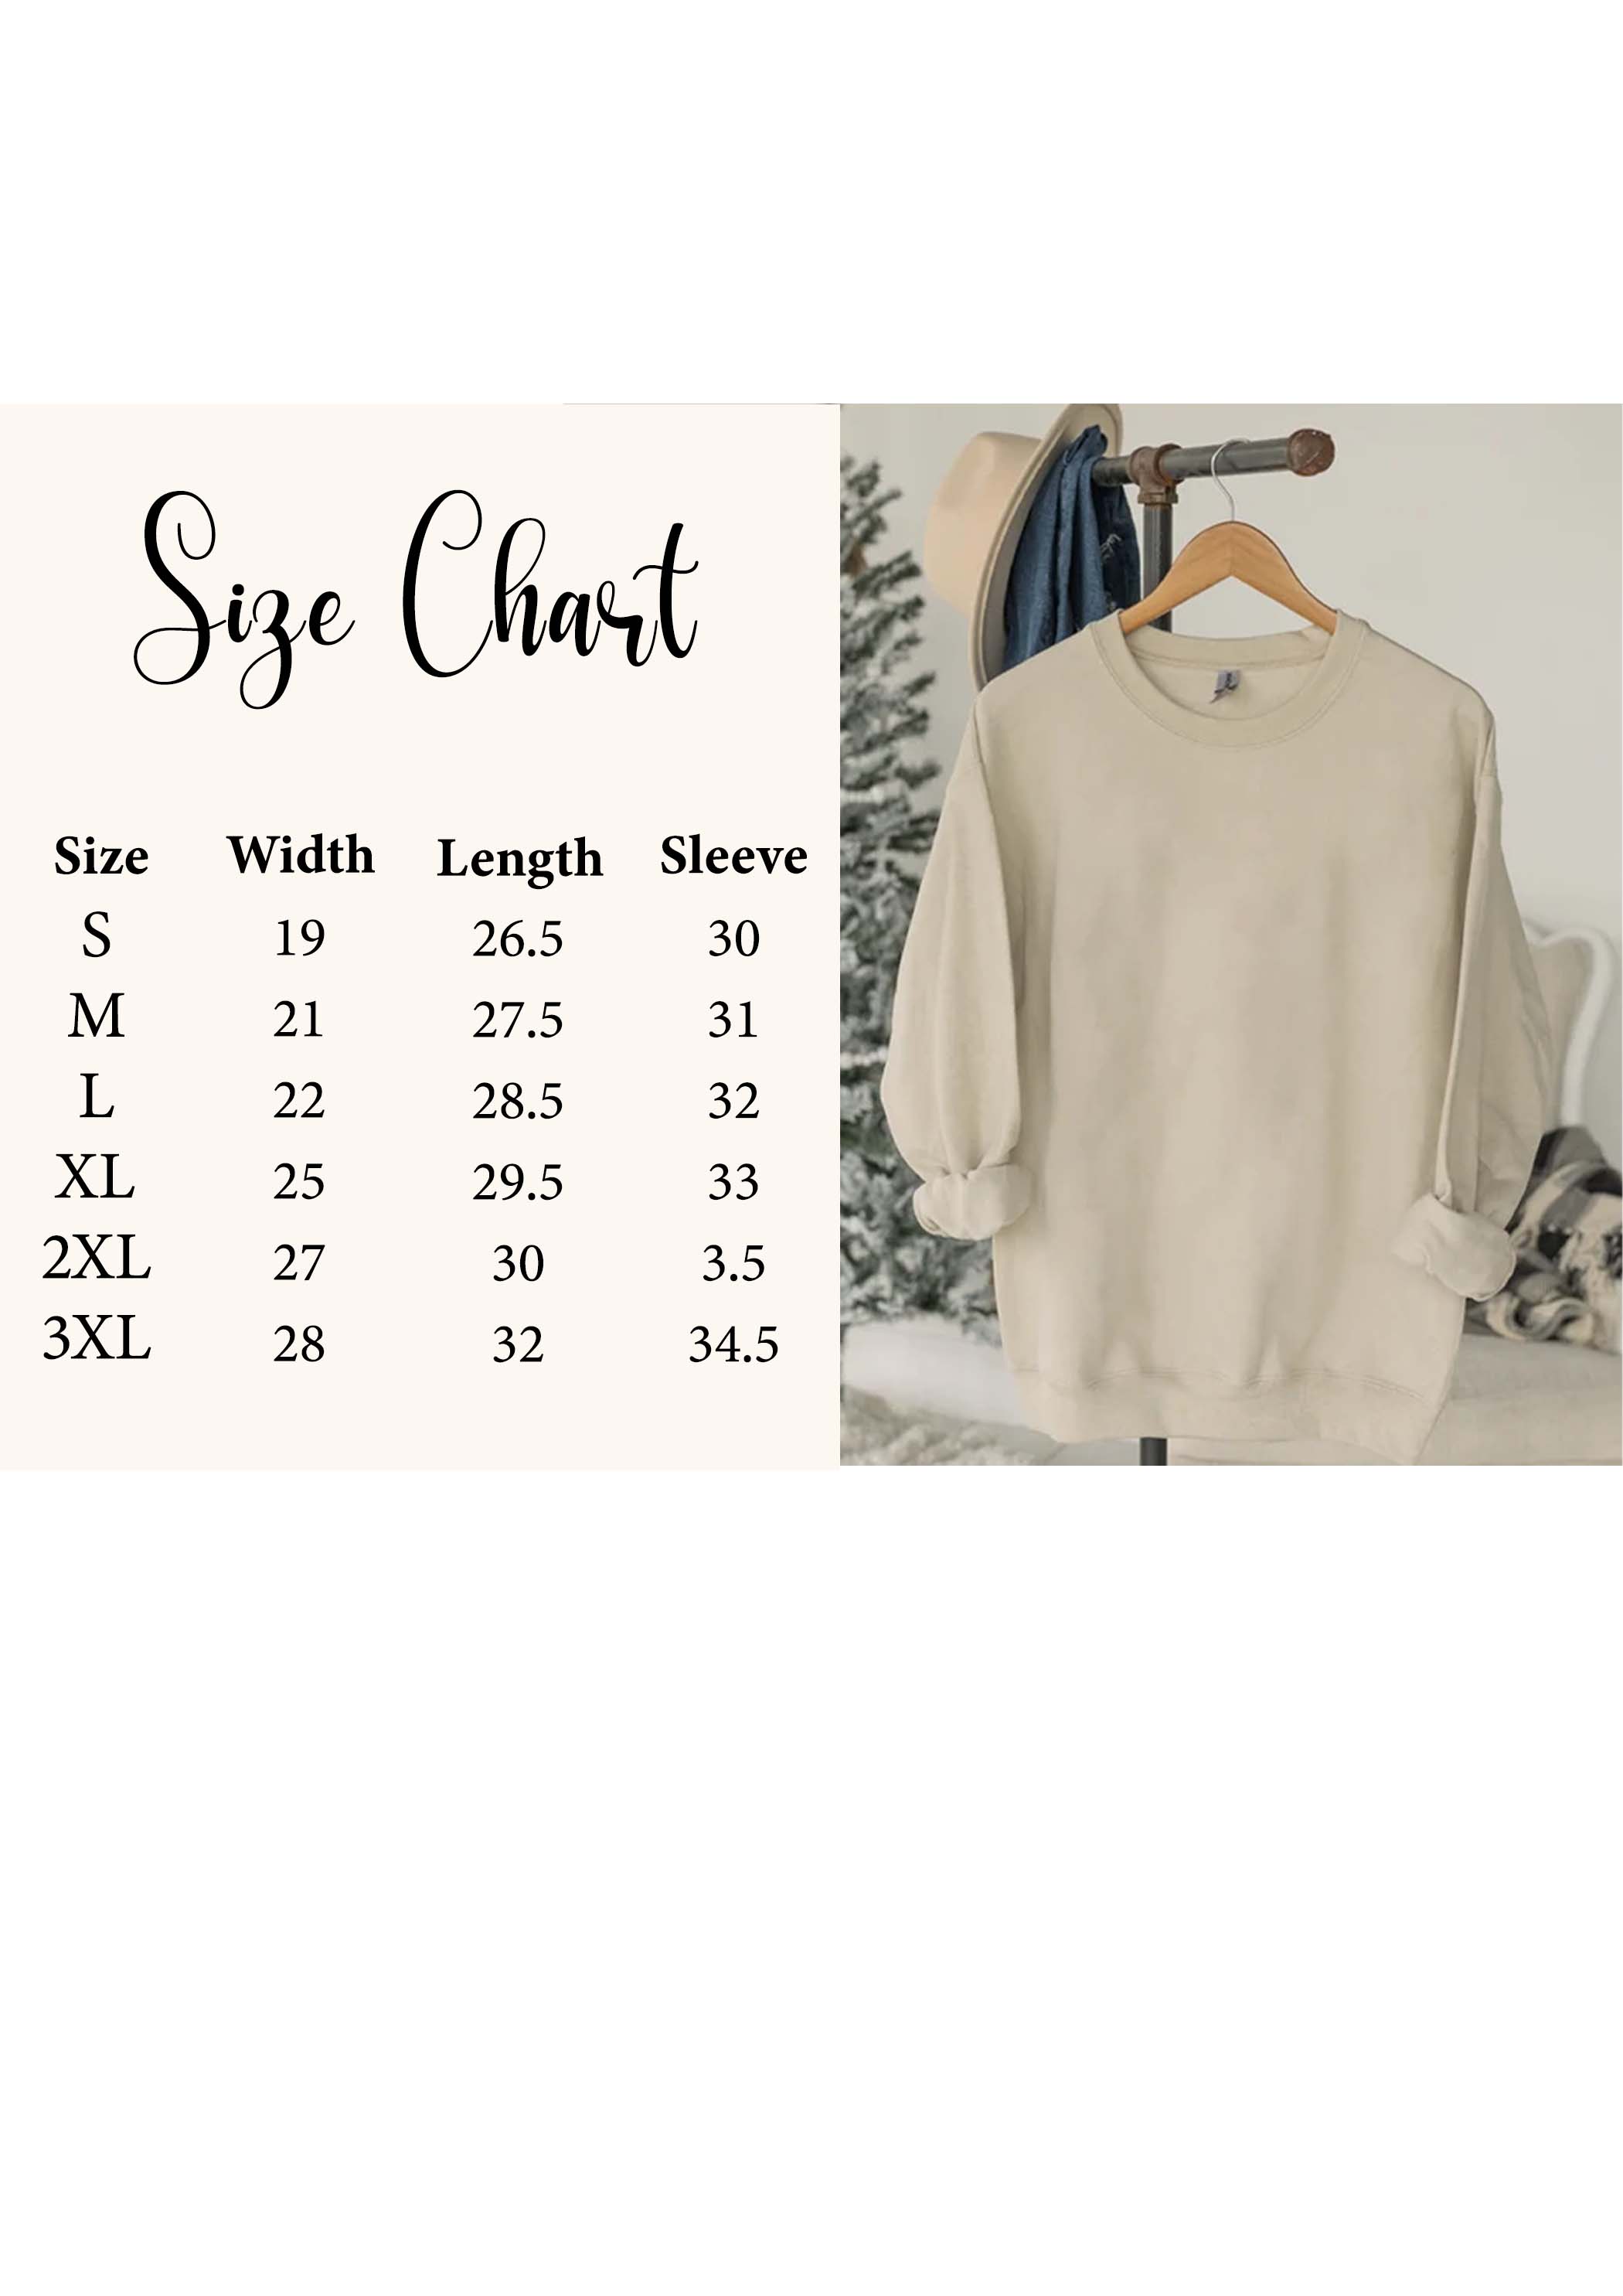 Size Chart
Size Width Length Sleeve
S 19 26.5 30
M 21 27.5 31
L 22 28.5 32
XL 25 29.5 33
2XL 27 30 3.5
3XL 28 32 34.5